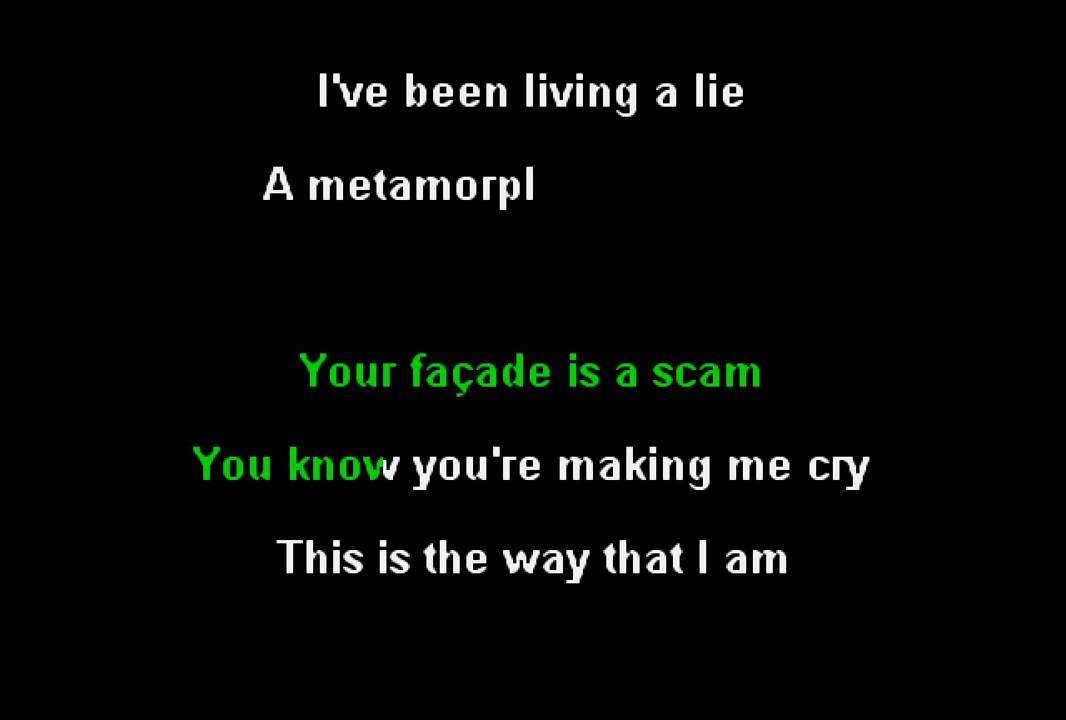 I've been living a lie
A metamorpl
Your façade is a scam
You know you're making me cry
This is the way that I am